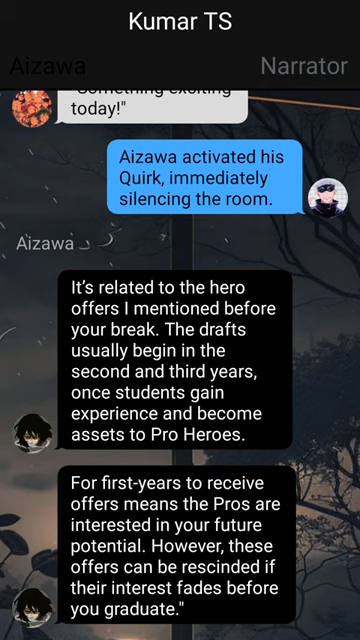 Kumar TS
Aizawa
Narrator
"Something exciting
today!"
Aizawa activated his
Quirk, immediately
silencing the room.
Aizawa
It's related to the hero
offers I mentioned before
your break. The drafts
usually begin in the
second and third years,
once students gain
experience and become
assets to Pro Heroes.
For first-years to receive
offers means the Pros are
interested in your future
potential. However, these
offers can be rescinded if
their interest fades before
you graduate."